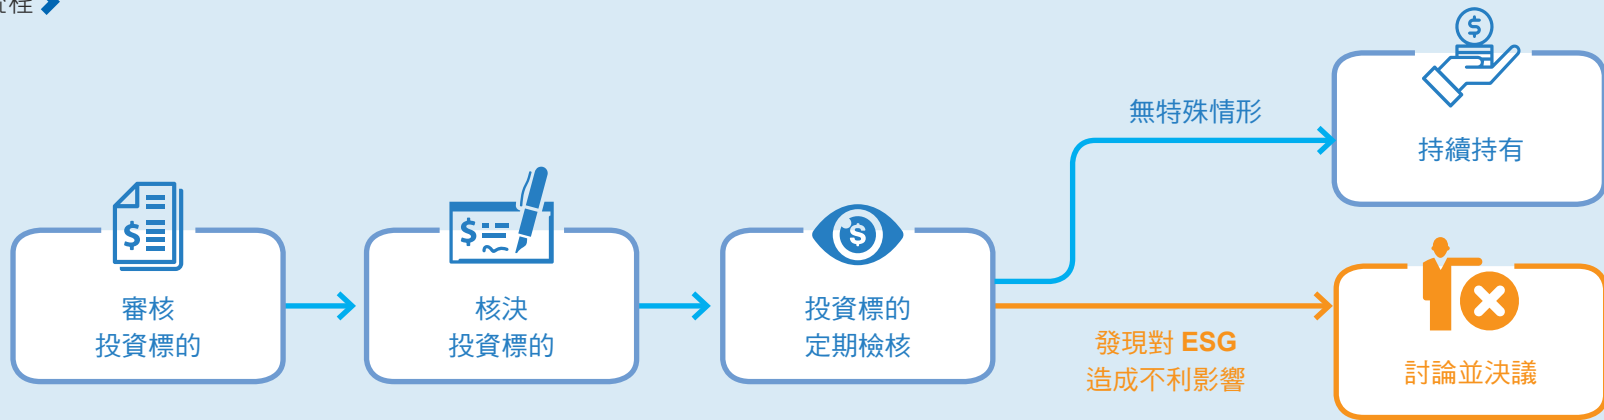 流程
無特殊情形
持續持有
審核
投資標的
核決
投資標的
投資標的
定期檢核
發現對 ESG
造成不利影響
討論並決議